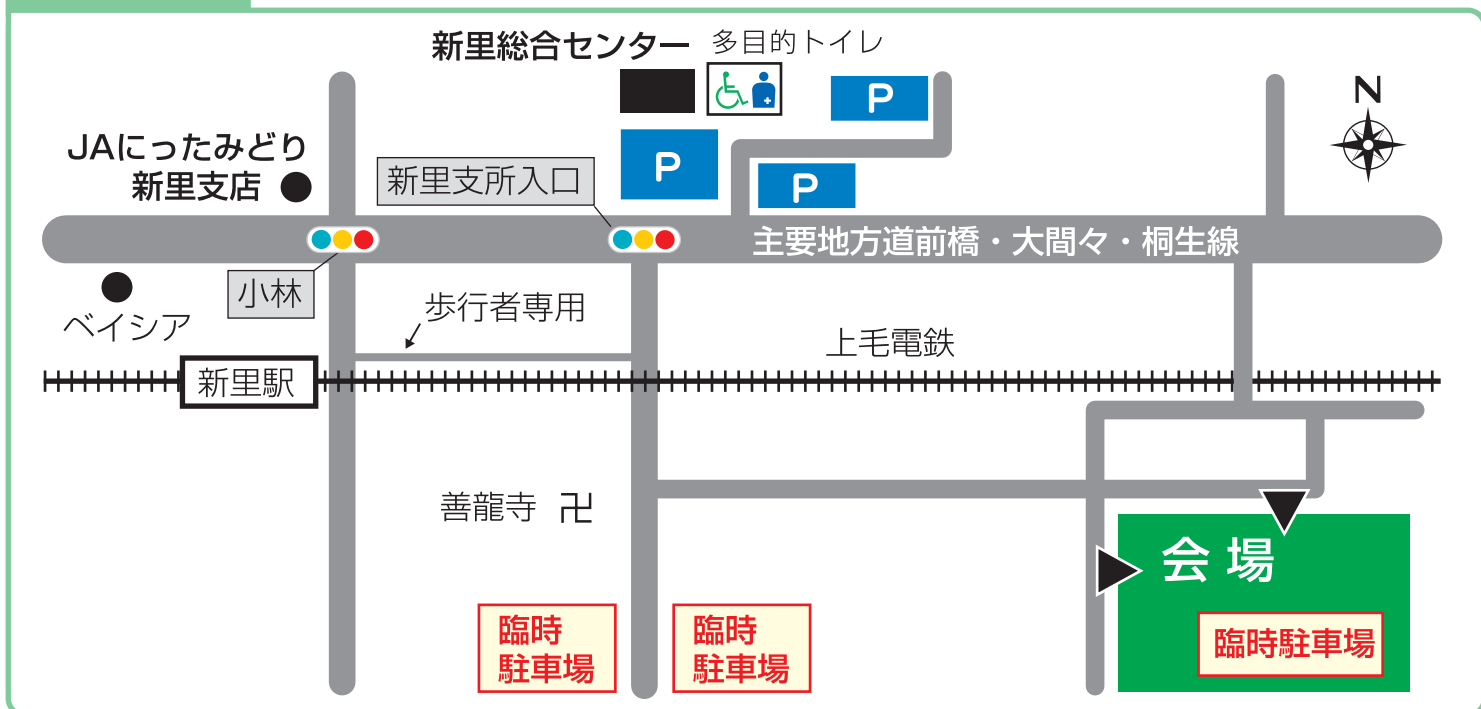 新里総合センター
多目的トイレ
N
P
P
P
JAにったみどり
新里支店
新里支所入口
主要地方道前橋・大間々・桐生線
小林
ベイシア
歩行者専用
上毛電鉄
新里駅
善龍寺 卍
会場
臨時
駐車場
臨時
駐車場
臨時駐車場